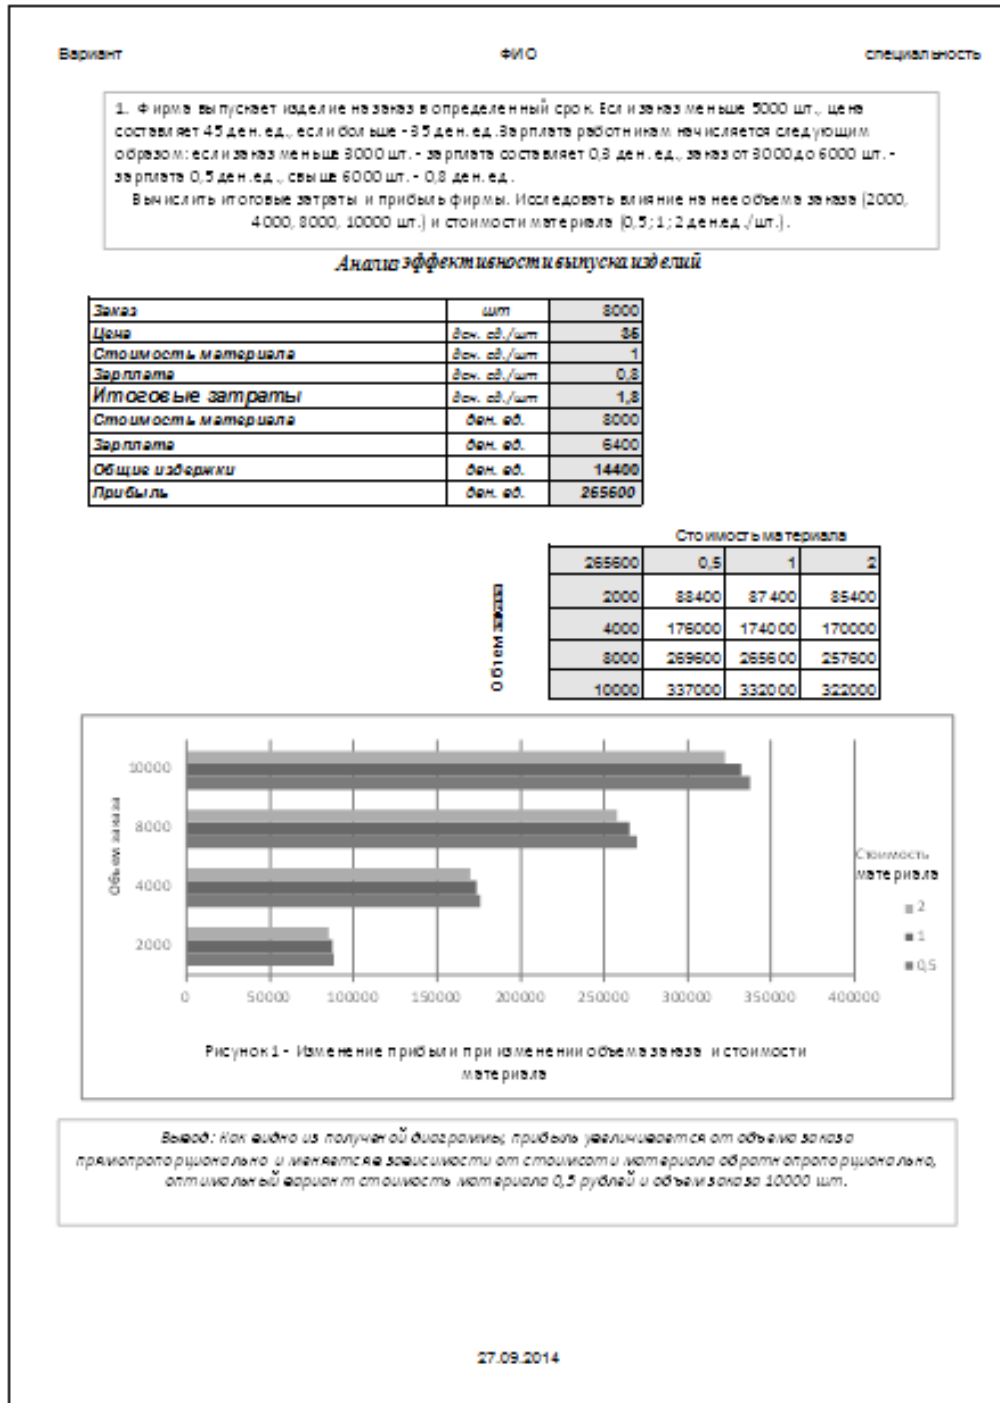 Вариант ФИО специальность
1. Фирма выпускает изделие на заказ в определенный срок. Если заказ меньше 5000 шт., цена
составляет 45 ден. ед., если больше - 35 ден. ед. Зарплата работникам начисляется следующим
образом: если заказ меньше 3000 шт. - зарплата составляет 0,3 ден. ед., заказ от 3000 до 6000 шт. -
зарплата 0,5 ден. ед., свыше 6000 шт. - 0,8 ден. ед.
Вычислить итоговые затраты и прибыль фирмы. Исследовать влияние на нее объема заказа (2000,
4000, 8000, 10000 шт.) и стоимости материала (0,5; 1; 2 ден.ед./шт.).
Анализ эффективности выпуска изделий
Заказ шт 8000
Цена ден. ед./шт 35
Стоимость материала ден. ед./шт 1
Зарплата ден. ед./шт 0,8
Итоговые затраты ден. ед./шт 1,8
Стоимость материала ден. ед. 8000
Зарплата ден. ед. 6400
Общие издержки ден. ед. 14400
Прибыль ден. ед. 265600
Стоимость материала
265600 0,5 1 2
Объем заказа
2000 88400 87400 85400
4000 176000 174000 170000
8000 269600 265600 257600
10000 337000 332000 322000
Объем заказа
10000
8000
4000
2000
0 50000 100000 150000 200000 250000 300000 350000 400000
Стоимость
материала
2
1
0,5
Рисунок 1 - Изменение прибыли при изменении объема заказа и стоимости
материала
Вывод: Как видно из полученой диаграммы, прибыль увеличивается от объема заказа
прямопропорционально и меняется в зависимости от стоимсоти материала обратнопропорционально,
оптимальный вариант стоимость материала 0,5 рублей и объем заказа 10000 шт.
27.09.2014